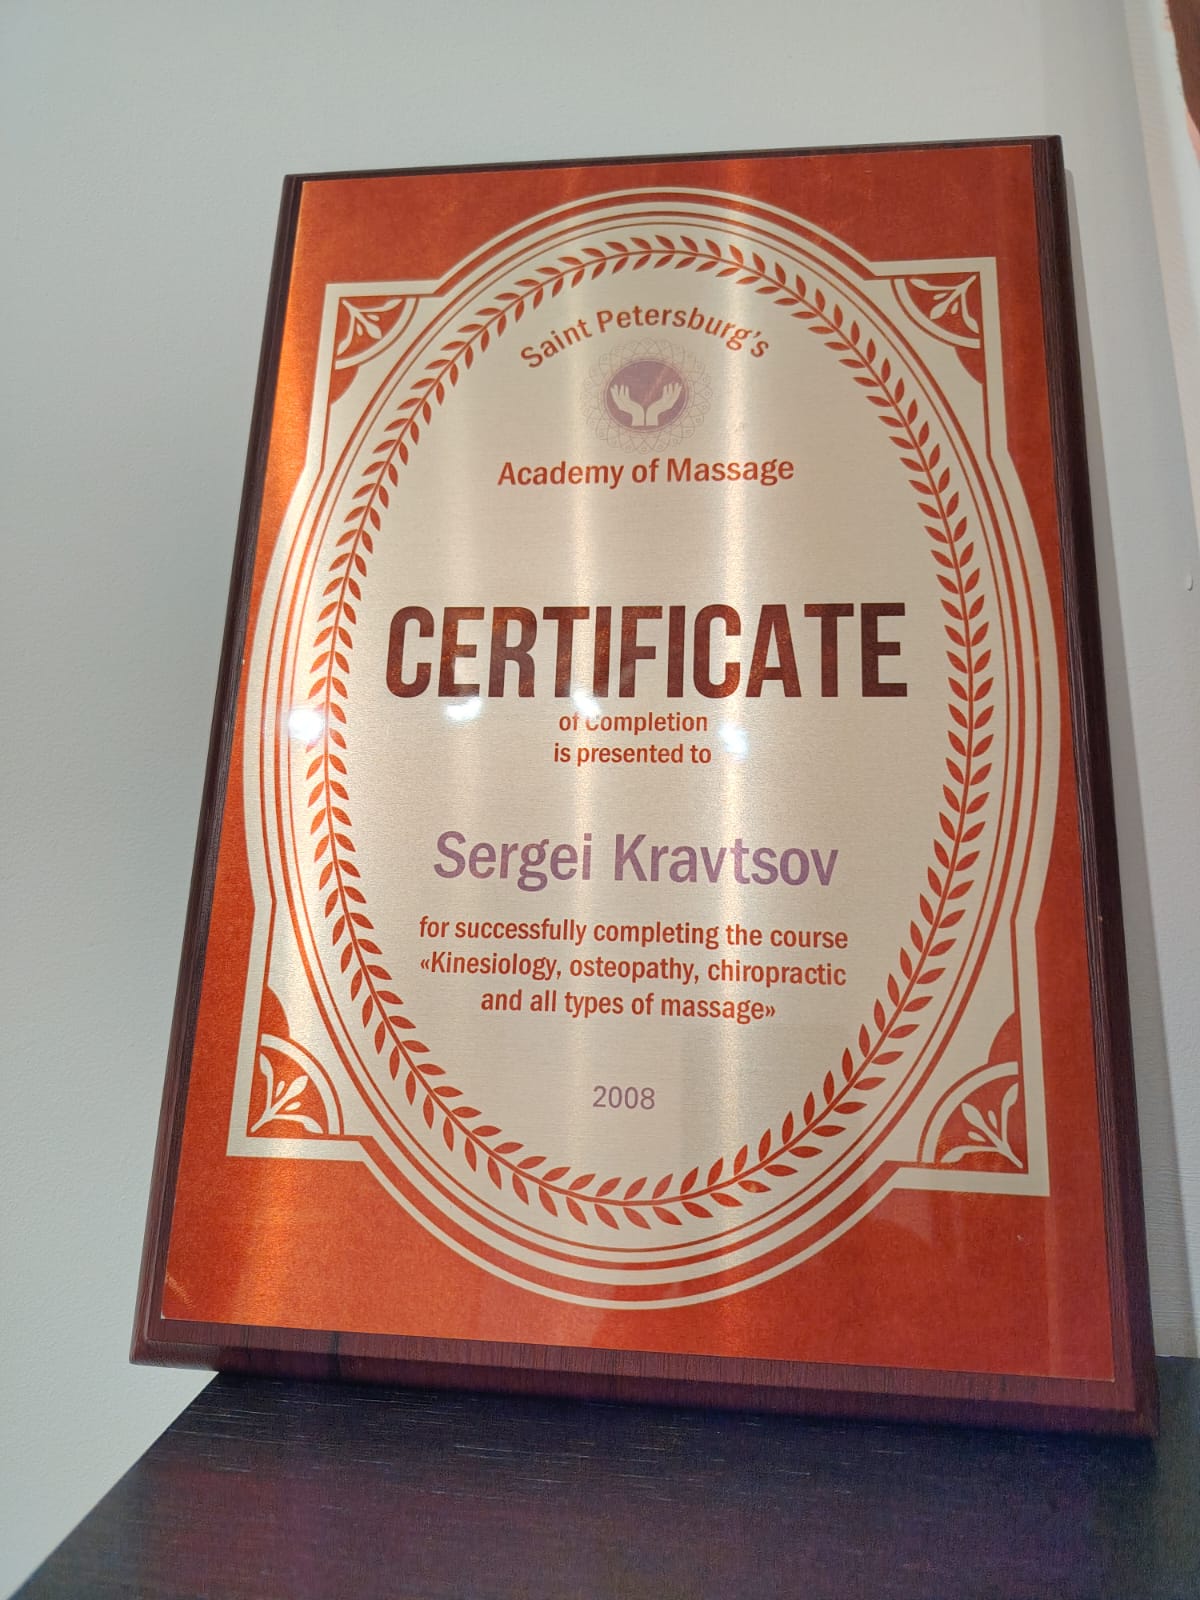 Saint Petersburg's
Academy of Massage
CERTIFICATE
of Completion
is presented to
Sergei Kravtsov
for successfully completing the course
«Kinesiology, osteopathy, chiropractic
and all types of massage»
2008